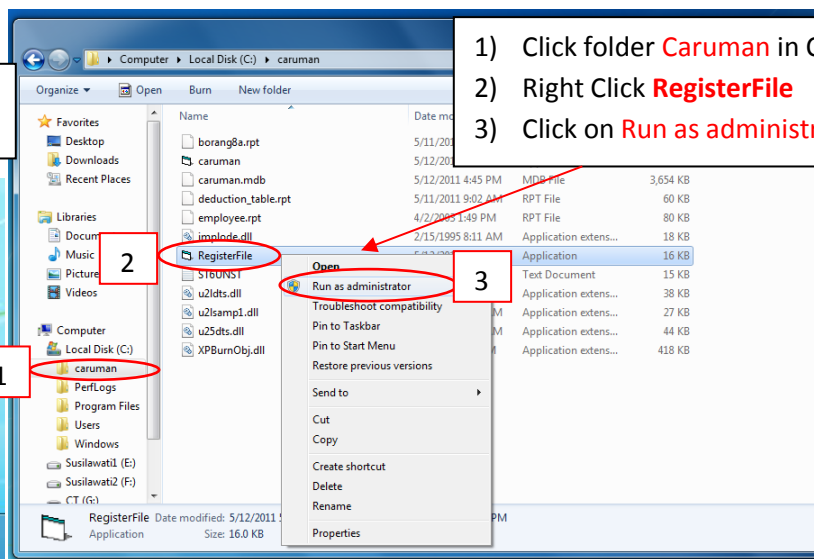 1) Click folder Caruman in
2) Right Click RegisterFile
3) Click on Run as
Computer Local Disk (C:) caruman
Organize Open Burn New folder
Favorites
Desktop
Downloads
Recent Places
Libraries
Music
Videos
Computer
Local Disk (C:)
caruman
PerfLogs
Program Files
Users
Windows
Susilawati1 (E:)
Susilawati2 (F:)
CT (G:)
Name
borang8a.rpt
caruman
caruman.mdb 5/12/2011 4:45 PM MDB File 3,654 KB
deduction_table.rpt 5/11/2011 9:02 AM RPT File 60 KB
employee.rpt 4/2/2003 1:49 PM RPT File 80 KB
implode.dll 2/15/1995 8:11 AM Application extens... 18 KB
RegisterFile Application 16 KB
ST6UNST Text Document 15 KB
u2ldts.dll Application extens... 38 KB
u2lsamp1.dll Application extens... 27 KB
u25dts.dll Application extens... 44 KB
XPBurnObj.dll Application extens... 418 KB
Open
Run as administrator
Troubleshoot compatibility
Pin to Taskbar
Pin to Start Menu
Restore previous versions
Send to
Cut
Copy
Create shortcut
Delete
Rename
Properties
1
2
3
RegisterFile Date modified: 5/12/2011 PM
Application Size: 16.0 KB